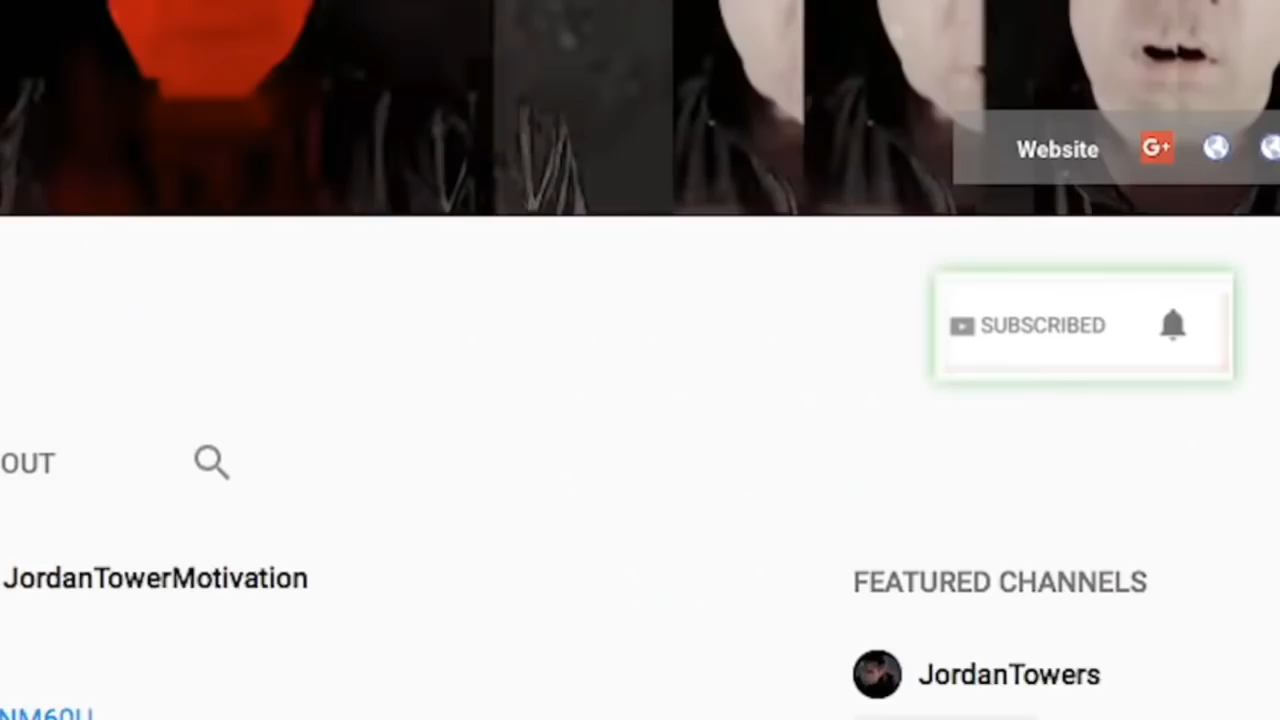 Website G+
SUBSCRIBED
OUT
JordanTowerMotivation
FEATURED CHANNELS
JordanTowers